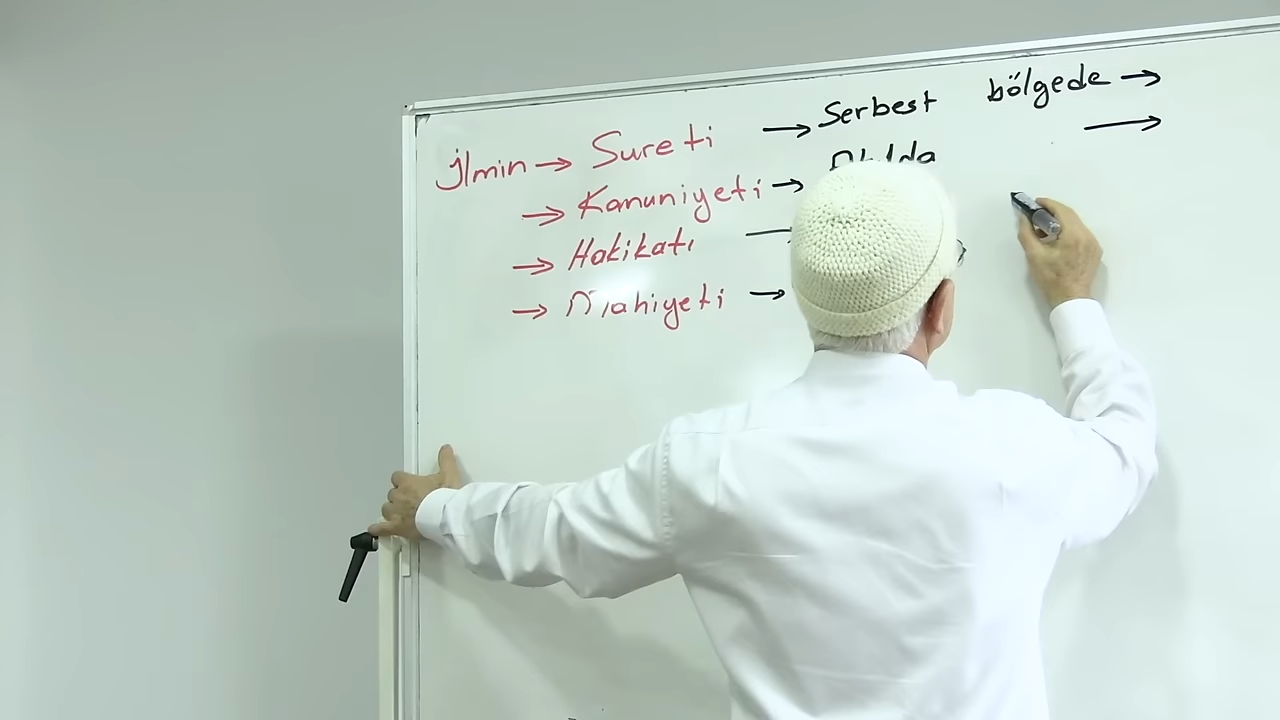 İlmin → Sureti → Serbest bölgede →
→ Kanuniyeti → →
→ Hakikatı
→ Mahiyeti →